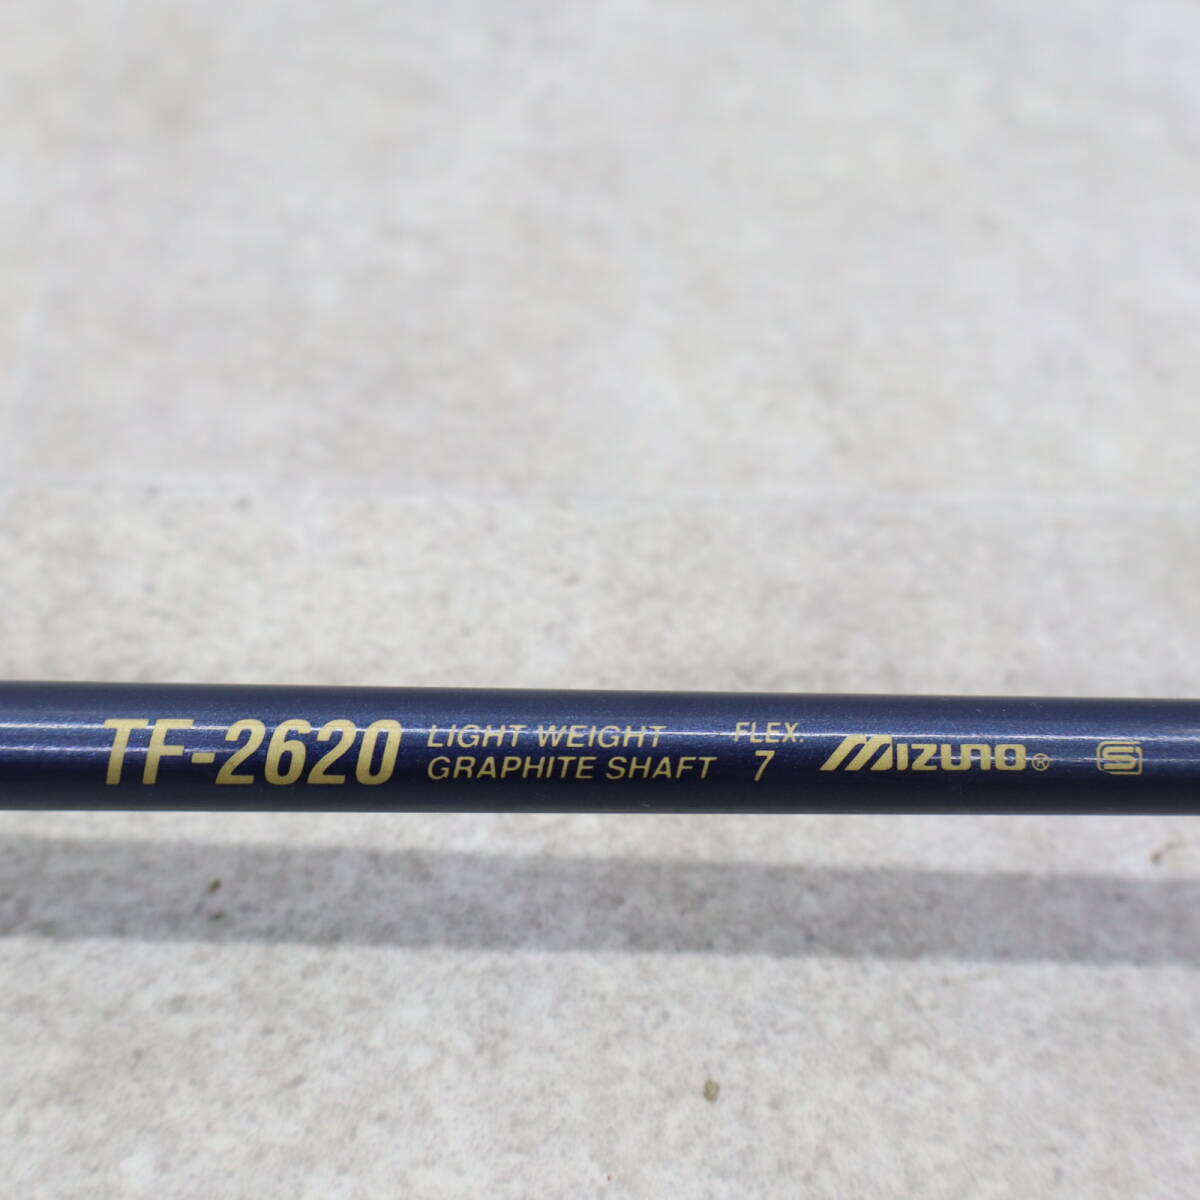 TF-2620
LIGHT WEIGHT
GRAPHITE SHAFT
FLEX.
7
MIZUNO®
S